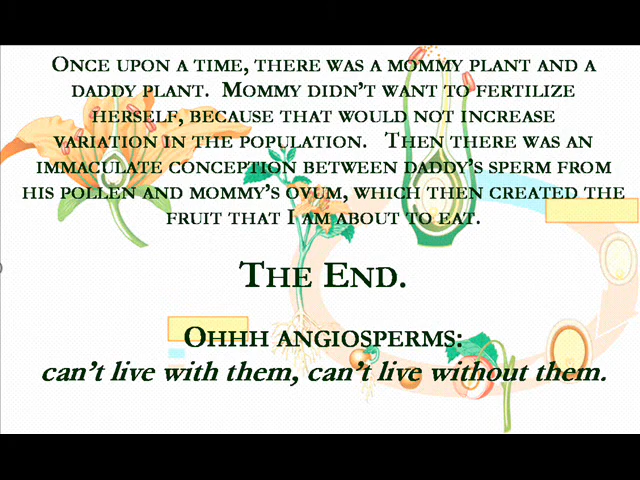 Once upon a time, there was a mommy plant and a
daddy plant.  Mommy didn't want to fertilize
herself, because that would not increase
variation in the population.   Then there was an
immaculate conception between daddy's sperm from
his pollen and mommy's ovum, which then created the
fruit that I am about to eat.
The End.
Ohhh angiosperms:
can't live with them, can't live without them.